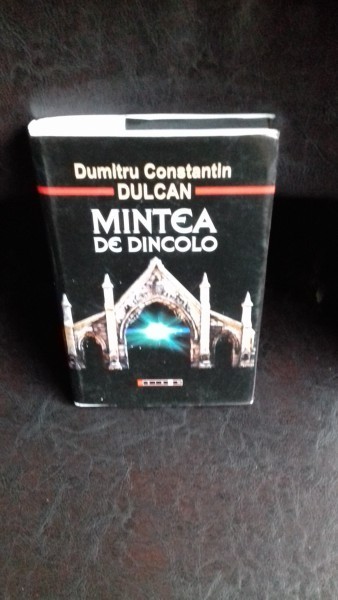 Dumitru Constantin
DULCAN
MINTEA
DE DINCOLO